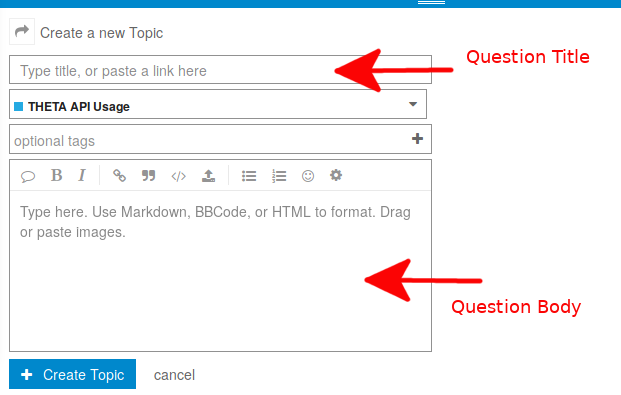 Create a new Topic
Question Title
Type title, or paste a link here
THETA API Usage
optional tags
B I
Type here. Use Markdown, BBCode, or HTML to format. Drag
or paste images.
Question Body
Create Topic cancel